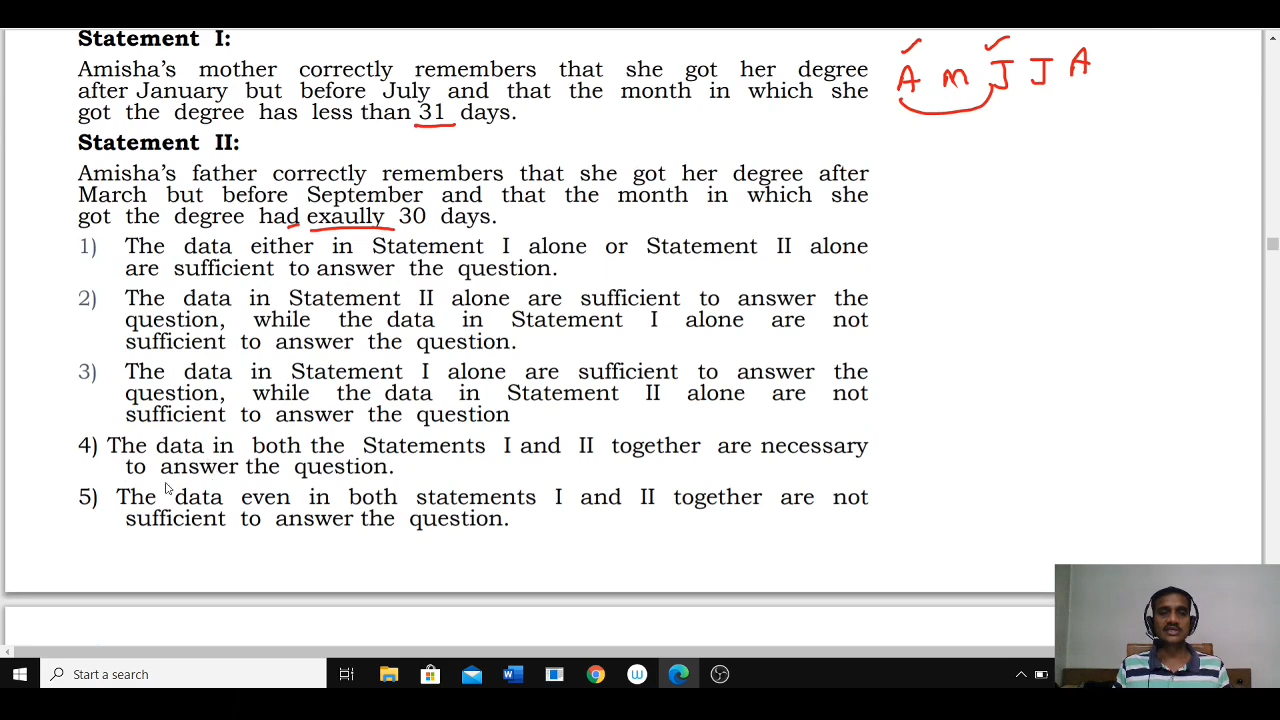 Statement I:
A M J J A
Amisha's mother correctly remembers that she got her degree
after January but before July and that the month in which she
got the degree has less than 31 days.
Statement II:
Amisha's father correctly remembers that she got her degree after
March but before September and that the month in which she
got the degree had exaully 30 days.
1) The data either in Statement I alone or Statement II alone
are sufficient to answer the question.
2) The data in Statement II alone are sufficient to answer the
question, while the data in Statement I alone are not
sufficient to answer the question.
3) The data in Statement I alone are sufficient to answer the
question, while the data in Statement II alone are not
sufficient to answer the question
4) The data in both the Statements I and II together are necessary
to answer the question.
5) The data even in both statements I and II together are not
sufficient to answer the question.
Start a search